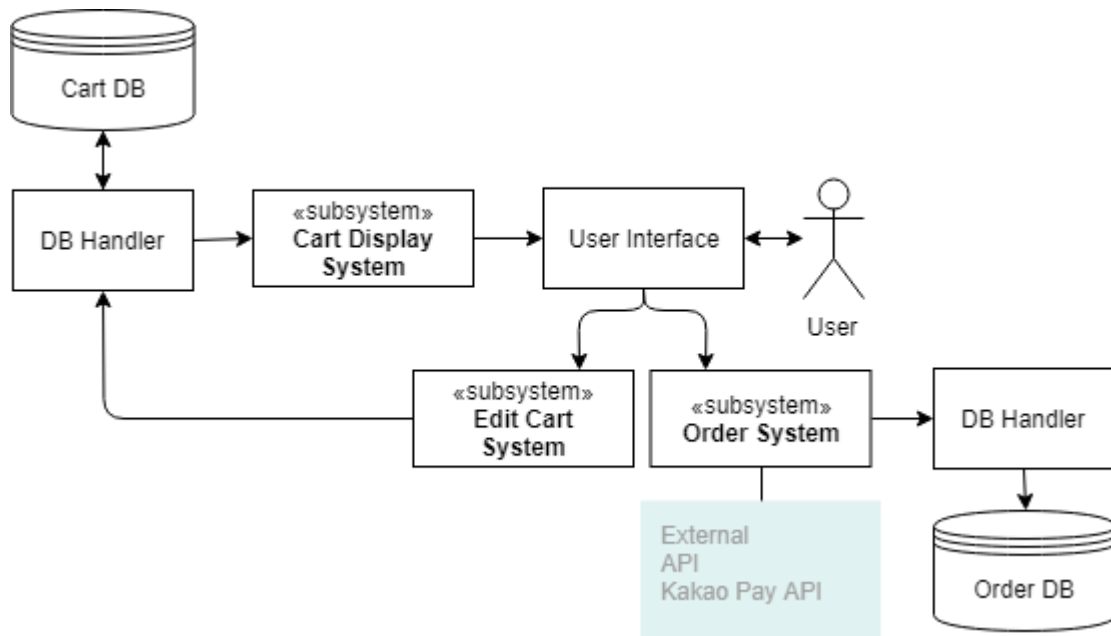 Cart DB
DB Handler
«subsystem»
Cart Display
System
User Interface
User
«subsystem»
Edit Cart
System
«subsystem»
Order System
DB Handler
External
API
Kakao Pay API
Order DB